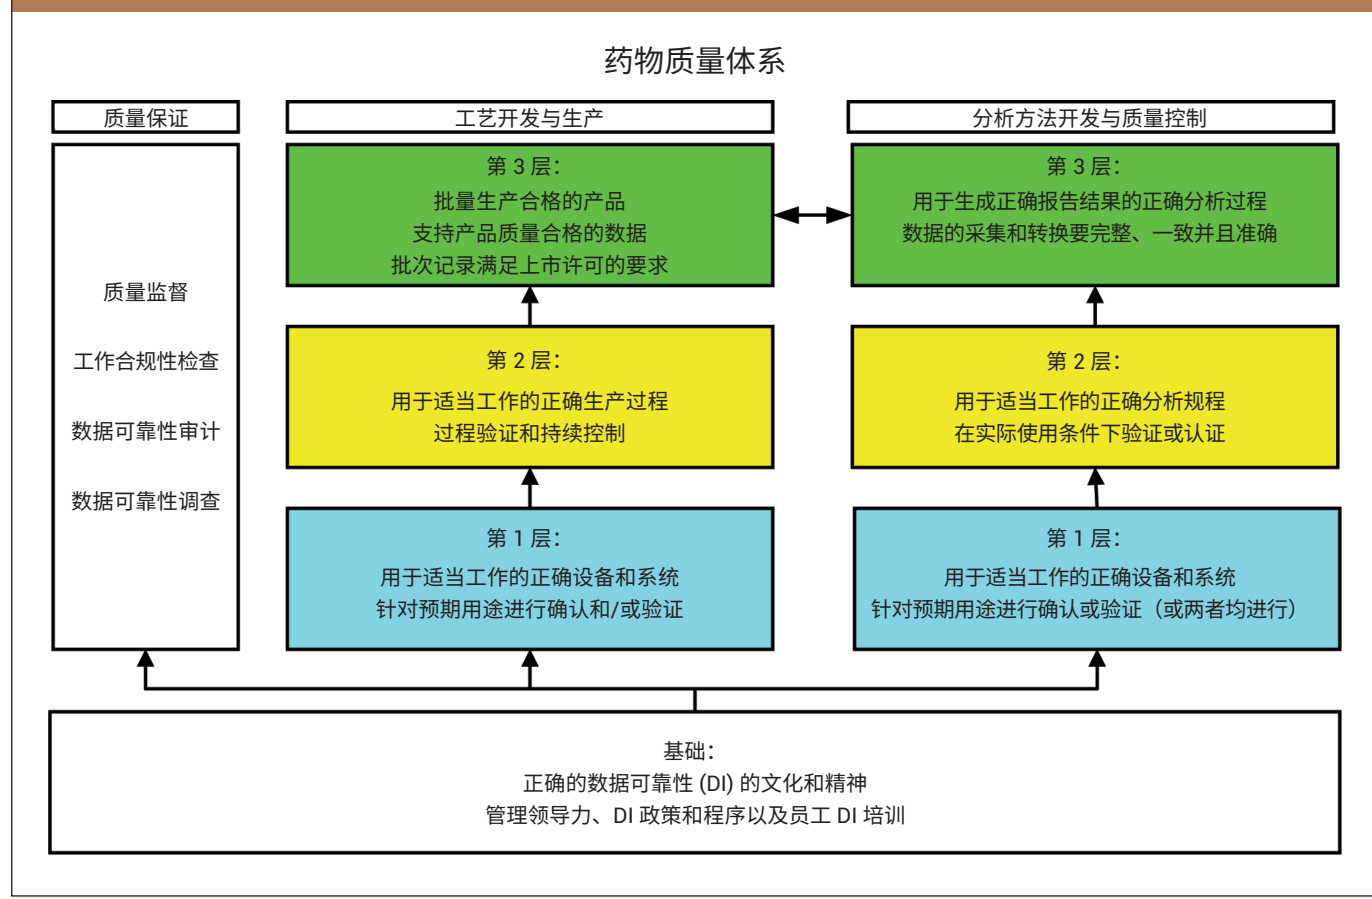 药物质量体系
质量保证
质量监督
工作合规性检查
数据可靠性审计
数据可靠性调查
工艺开发与生产
第 3 层：
批量生产合格的产品
支持产品质量合格的数据
批次记录满足上市许可的要求
第 2 层：
用于适当工作的正确生产过程
过程验证和持续控制
第 1 层：
用于适当工作的正确设备和系统
针对预期用途进行确认和/或验证
分析方法开发与质量控制
第 3 层：
用于生成正确报告结果的正确分析过程
数据的采集和转换要完整、一致并且准确
第 2 层：
用于适当工作的正确分析规程
在实际使用条件下验证或认证
第 1 层：
用于适当工作的正确设备和系统
针对预期用途进行确认或验证（或两者均进行）
基础：
正确的数据可靠性 (DI) 的文化和精神
管理领导力、DI 政策和程序以及员工 DI 培训